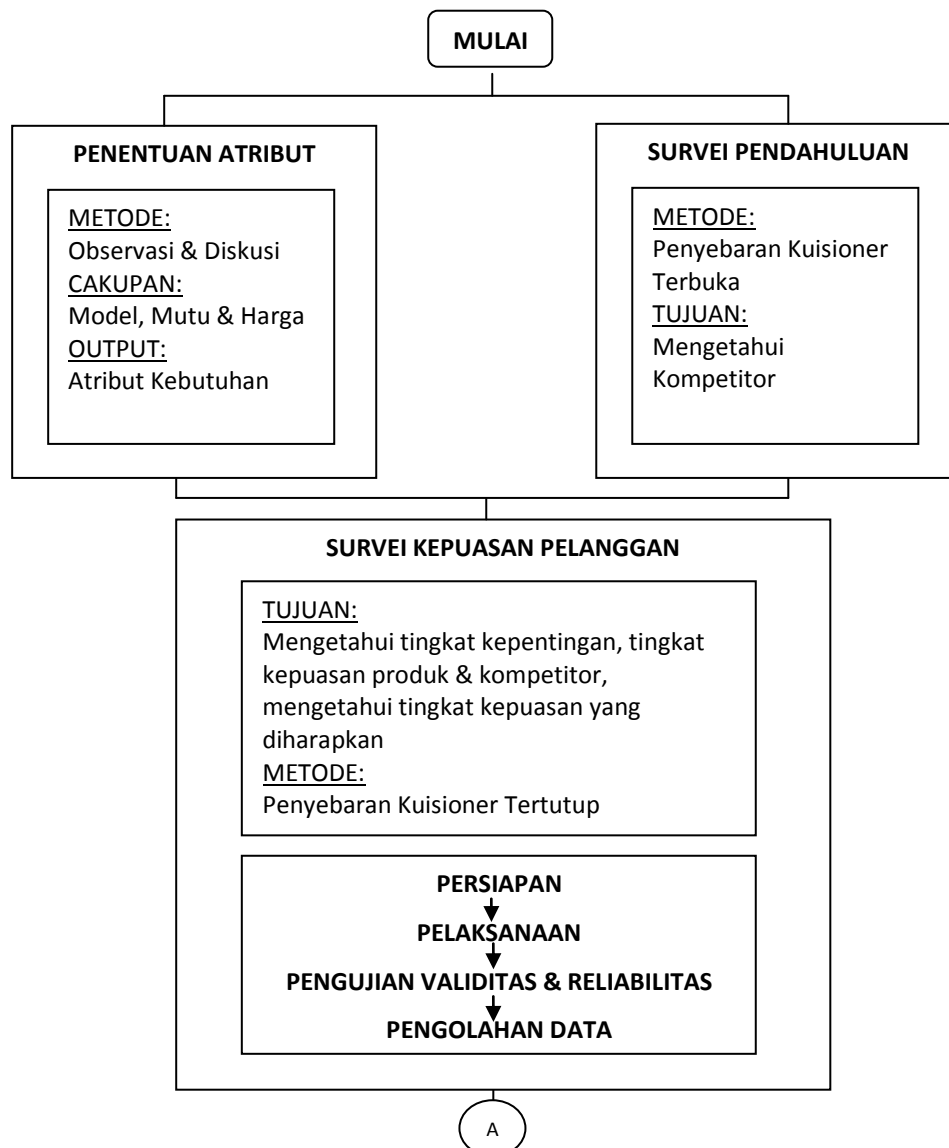 MULAI
PENENTUAN ATRIBUT
METODE:
Observasi & Diskusi
CAKUPAN:
Model, Mutu & Harga
OUTPUT:
Atribut Kebutuhan
SURVEI PENDAHULUAN
METODE:
Penyebaran Kuisioner
Terbuka
TUJUAN:
Mengetahui
Kompetitor
SURVEI KEPUASAN PELANGGAN
TUJUAN:
Mengetahui tingkat kepentingan, tingkat
kepuasan produk & kompetitor,
mengetahui tingkat kepuasan yang
diharapkan
METODE:
Penyebaran Kuisioner Tertutup
PERSIAPAN
PELAKSANAAN
PENGUJIAN VALIDITAS & RELIABILITAS
PENGOLAHAN DATA
A